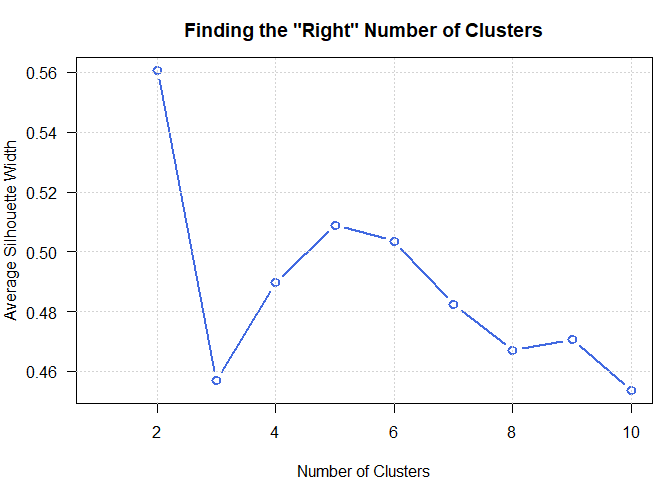 Finding the "Right" Number of Clusters
Average Silhouette Width
0.56
0.54
0.52
0.50
0.48
0.46
2 4 6 8 10
Number of Clusters